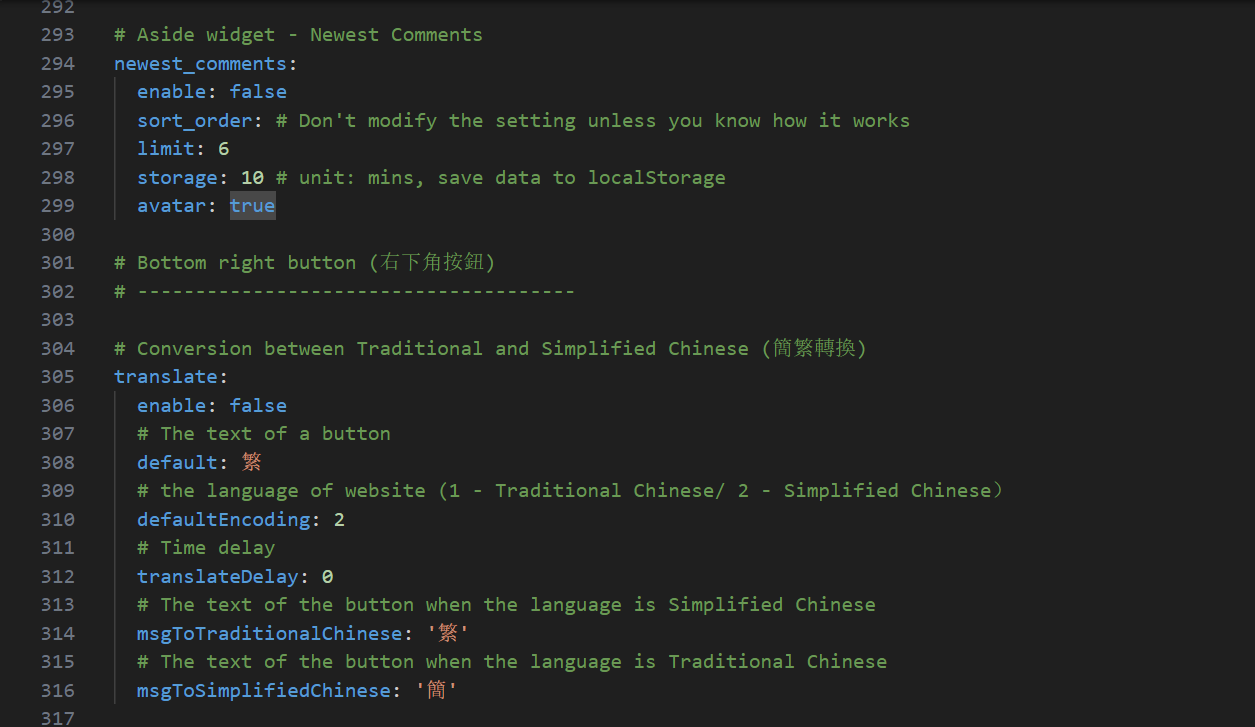 292
293 # Aside widget - Newest Comments
294 newest_comments:
295 enable: false
296 sort_order: # Don't modify the setting unless you know how it works
297 limit: 6
298 storage: 10 # unit: mins, save data to localStorage
299 avatar: true
300
301 # Bottom right button (右下角按鈕)
302 # --------------------------------------
303
304 # Conversion between Traditional and Simplified Chinese (簡繁轉換)
305 translate:
306 enable: false
307 # The text of a button
308 default: 繁
309 # the language of website (1 - Traditional Chinese/ 2 - Simplified Chinese）
310 defaultEncoding: 2
311 # Time delay
312 translateDelay: 0
313 # The text of the button when the language is Simplified Chinese
314 msgToTraditionalChinese: '繁'
315 # The text of the button when the language is Traditional Chinese
316 msgToSimplifiedChinese: '簡'
317